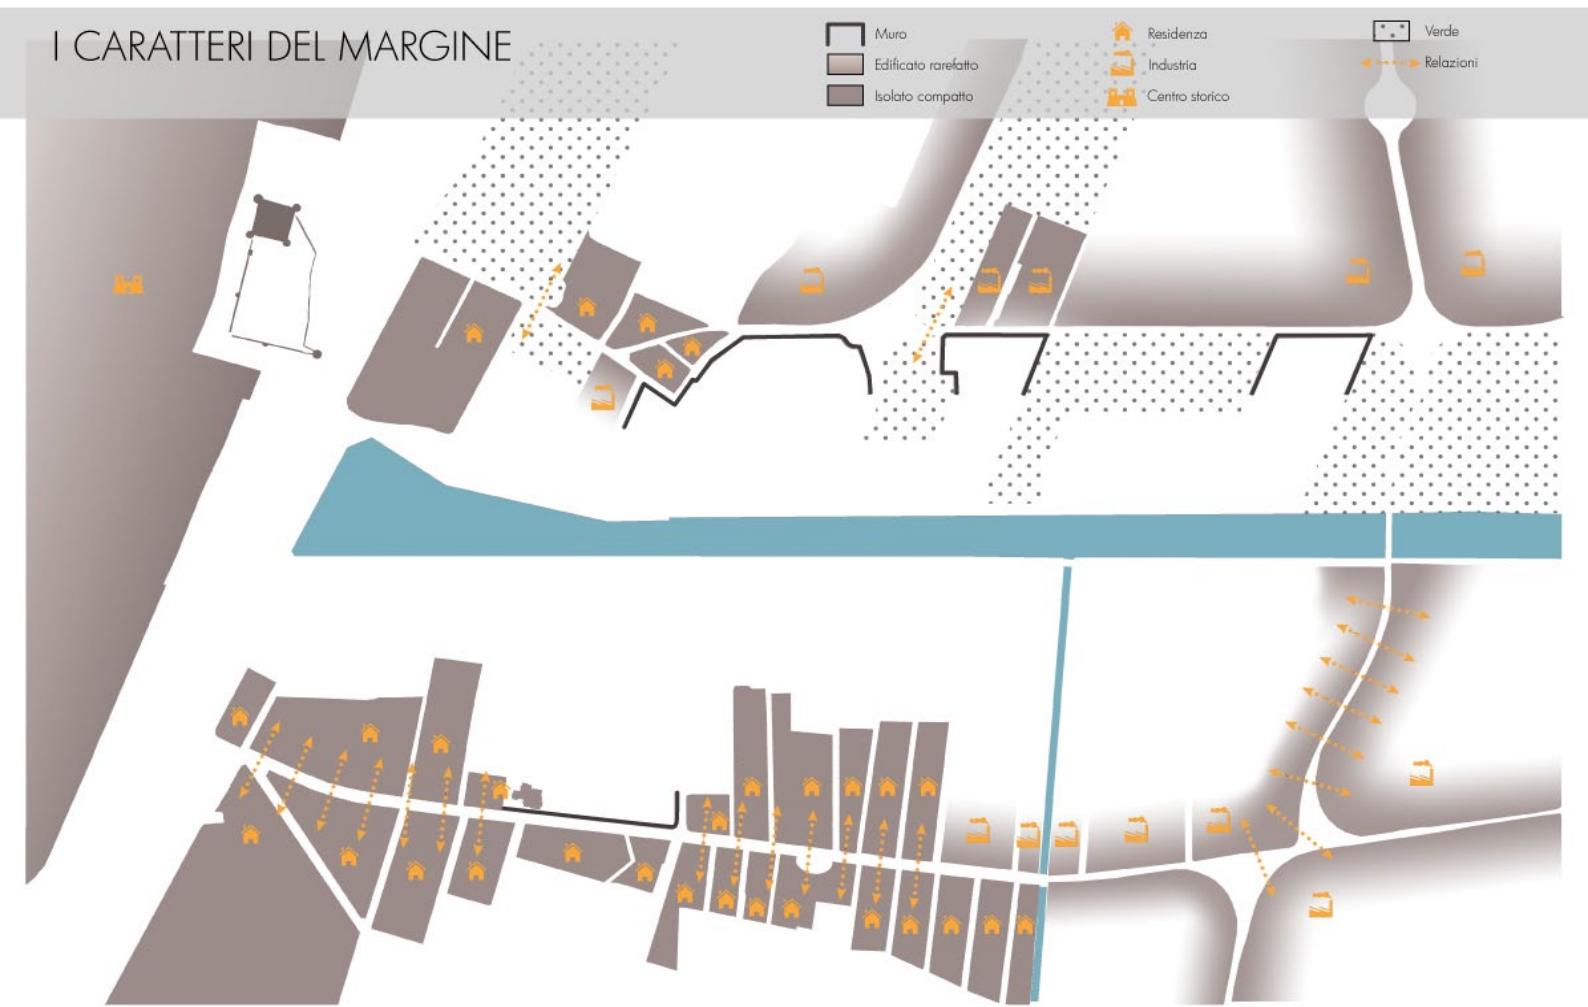 I CARATTERI DEL MARGINE
Muro
Edificato rarefatto
Isolato compatto
Residenza
Industria
Centro storico
Verde
Relazioni